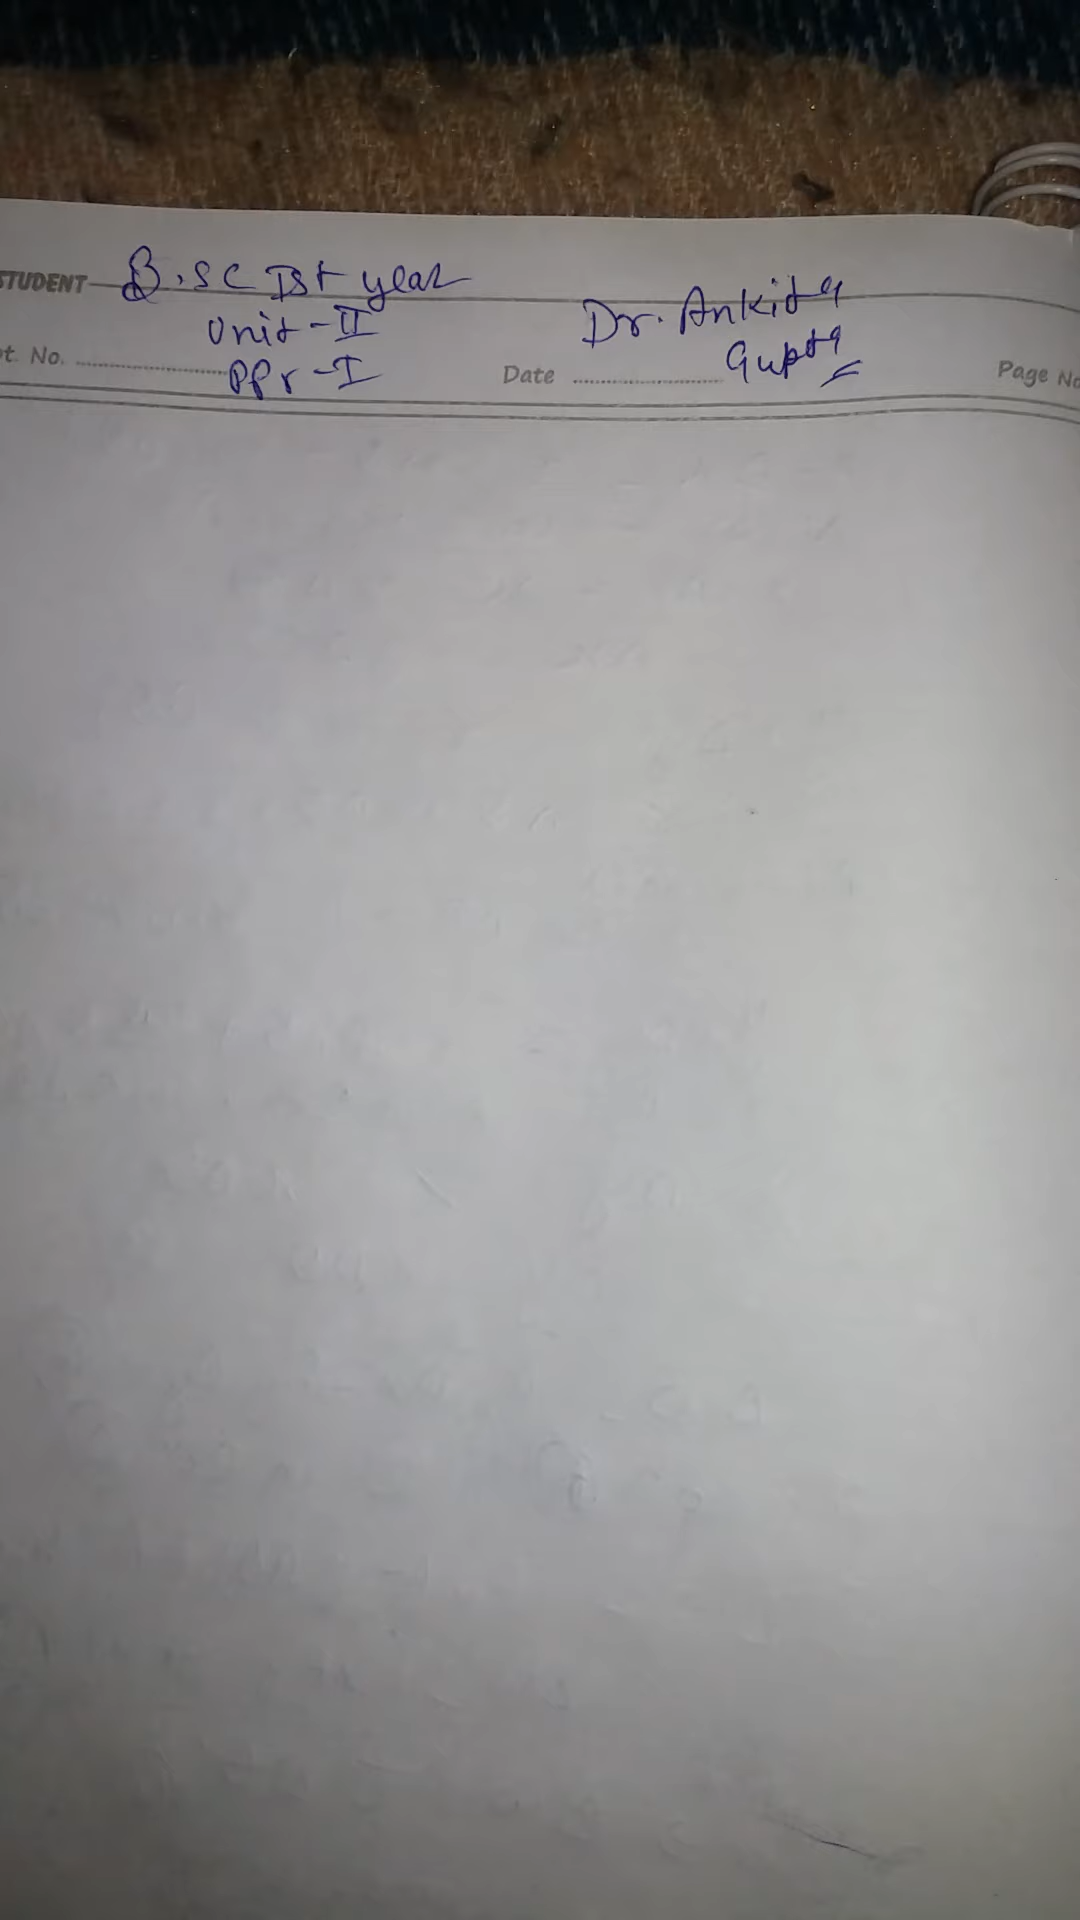 STUDENT B.SC Ist year
Unit-II
PPr-I
Dr. Ankita
Gupta
t. No.
Date
Page No